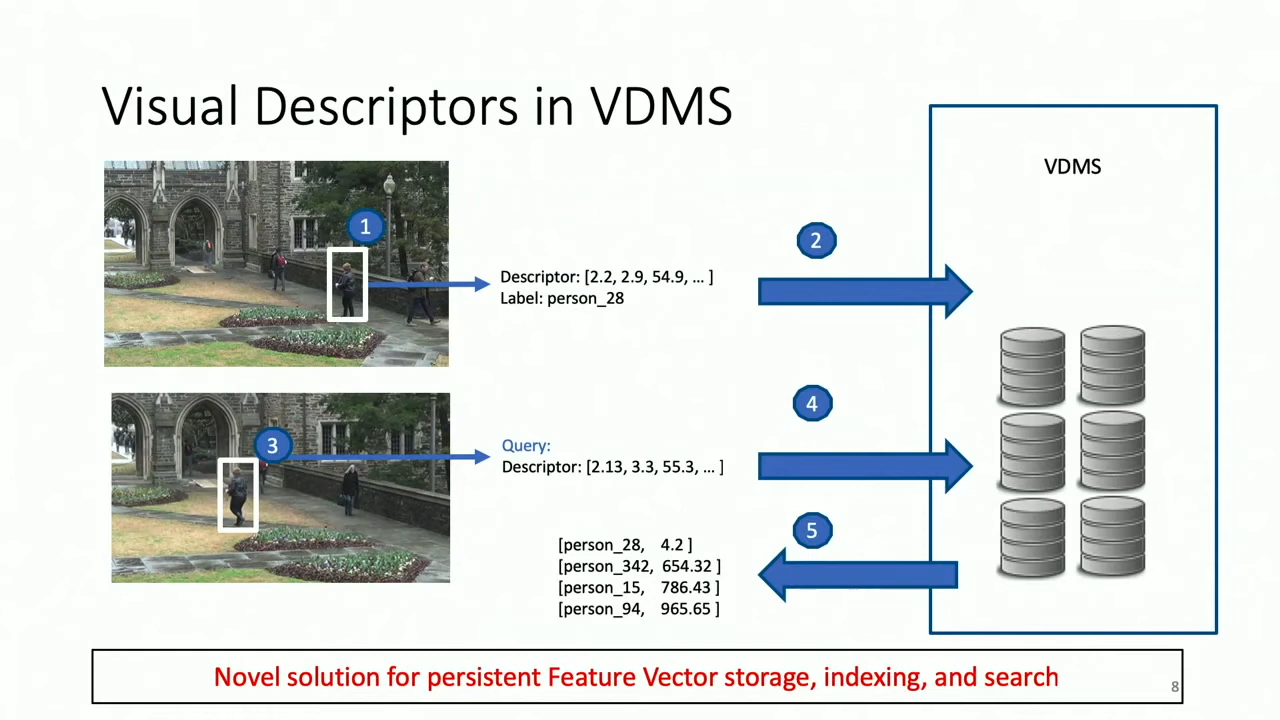 Visual Descriptors in VDMS
VDMS
1
Descriptor: [2.2, 2.9, 54.9, ... ]
Label: person_28
2
3
Query:
Descriptor: [2.13, 3.3, 55.3, ... ]
4
5
[person_28, 4.2 ]
[person_342, 654.32 ]
[person_15, 786.43 ]
[person_94, 965.65 ]
Novel solution for persistent Feature Vector storage, indexing, and search
8